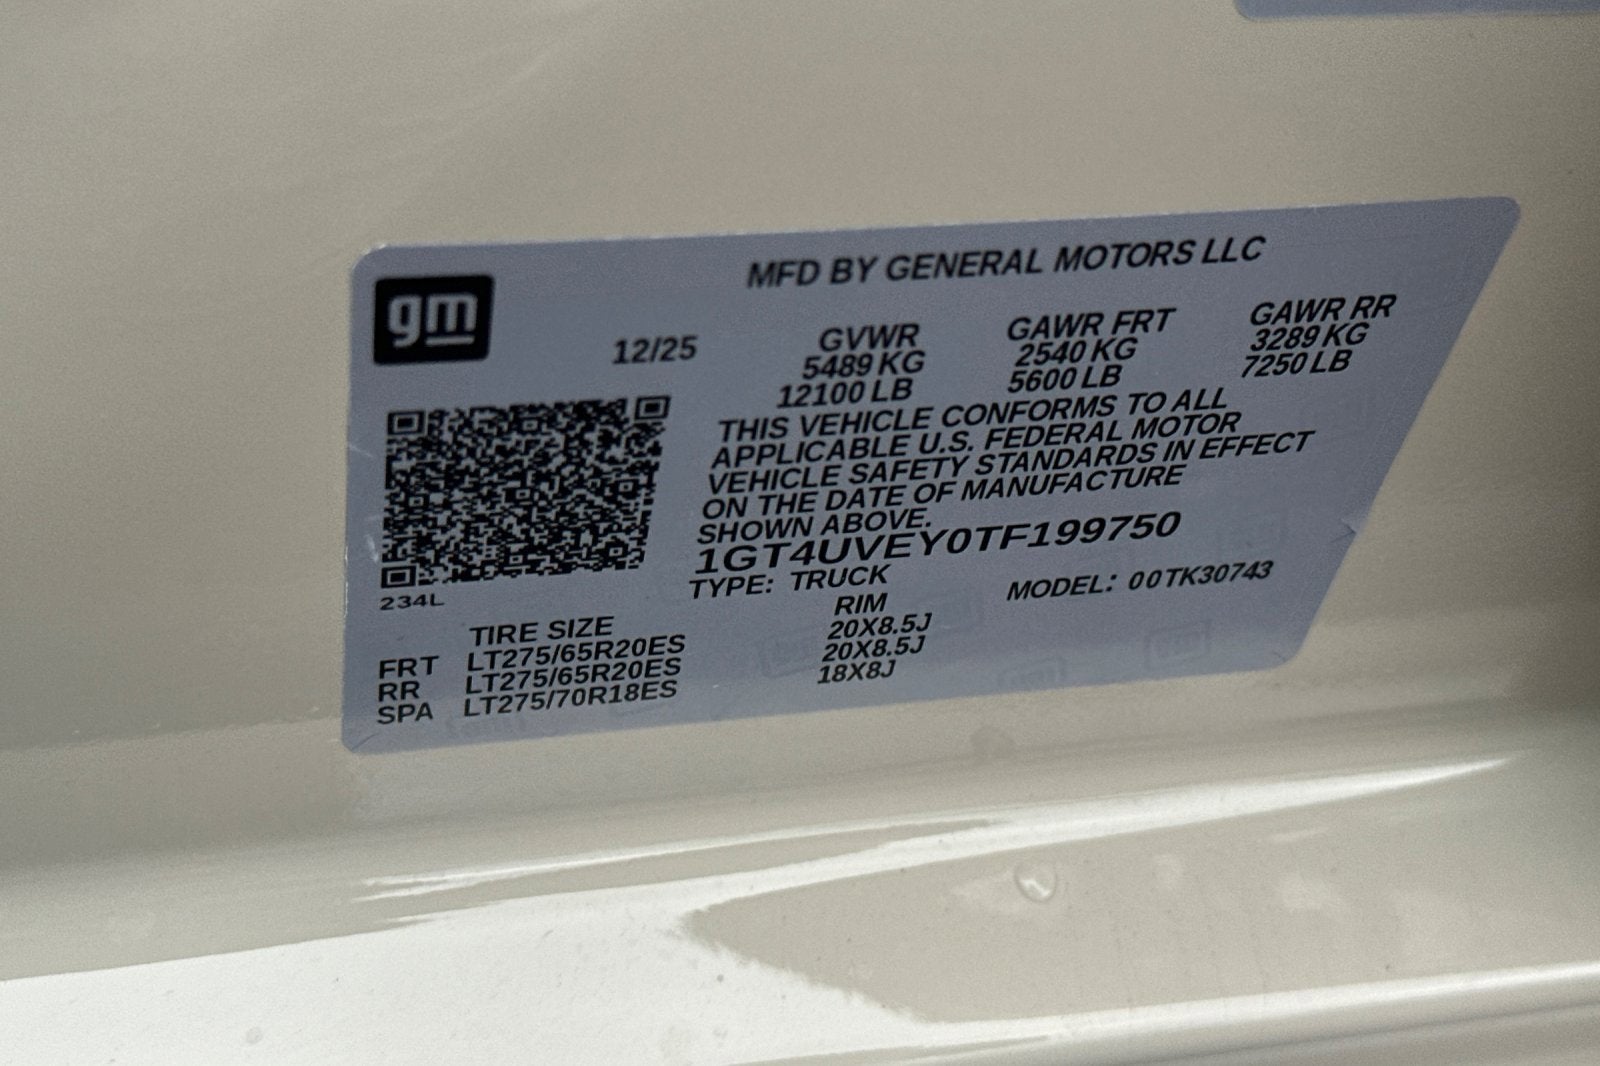 gm
MFD BY GENERAL MOTORS LLC
12/25
GVWR
5489 KG
12100 LB
GAWR FRT
2540 KG
5600 LB
GAWR RR
3289 KG
7250 LB
THIS VEHICLE CONFORMS TO ALL
APPLICABLE U.S. FEDERAL MOTOR
VEHICLE SAFETY STANDARDS IN EFFECT
ON THE DATE OF MANUFACTURE
SHOWN ABOVE.
1GT4UVEY0TF199750
TYPE: TRUCK
MODEL: 00TK30743
234L
TIRE SIZE RIM
FRT LT275/65R20ES 20X8.5J
RR LT275/65R20ES 20X8.5J
SPA LT275/70R18ES 18X8J